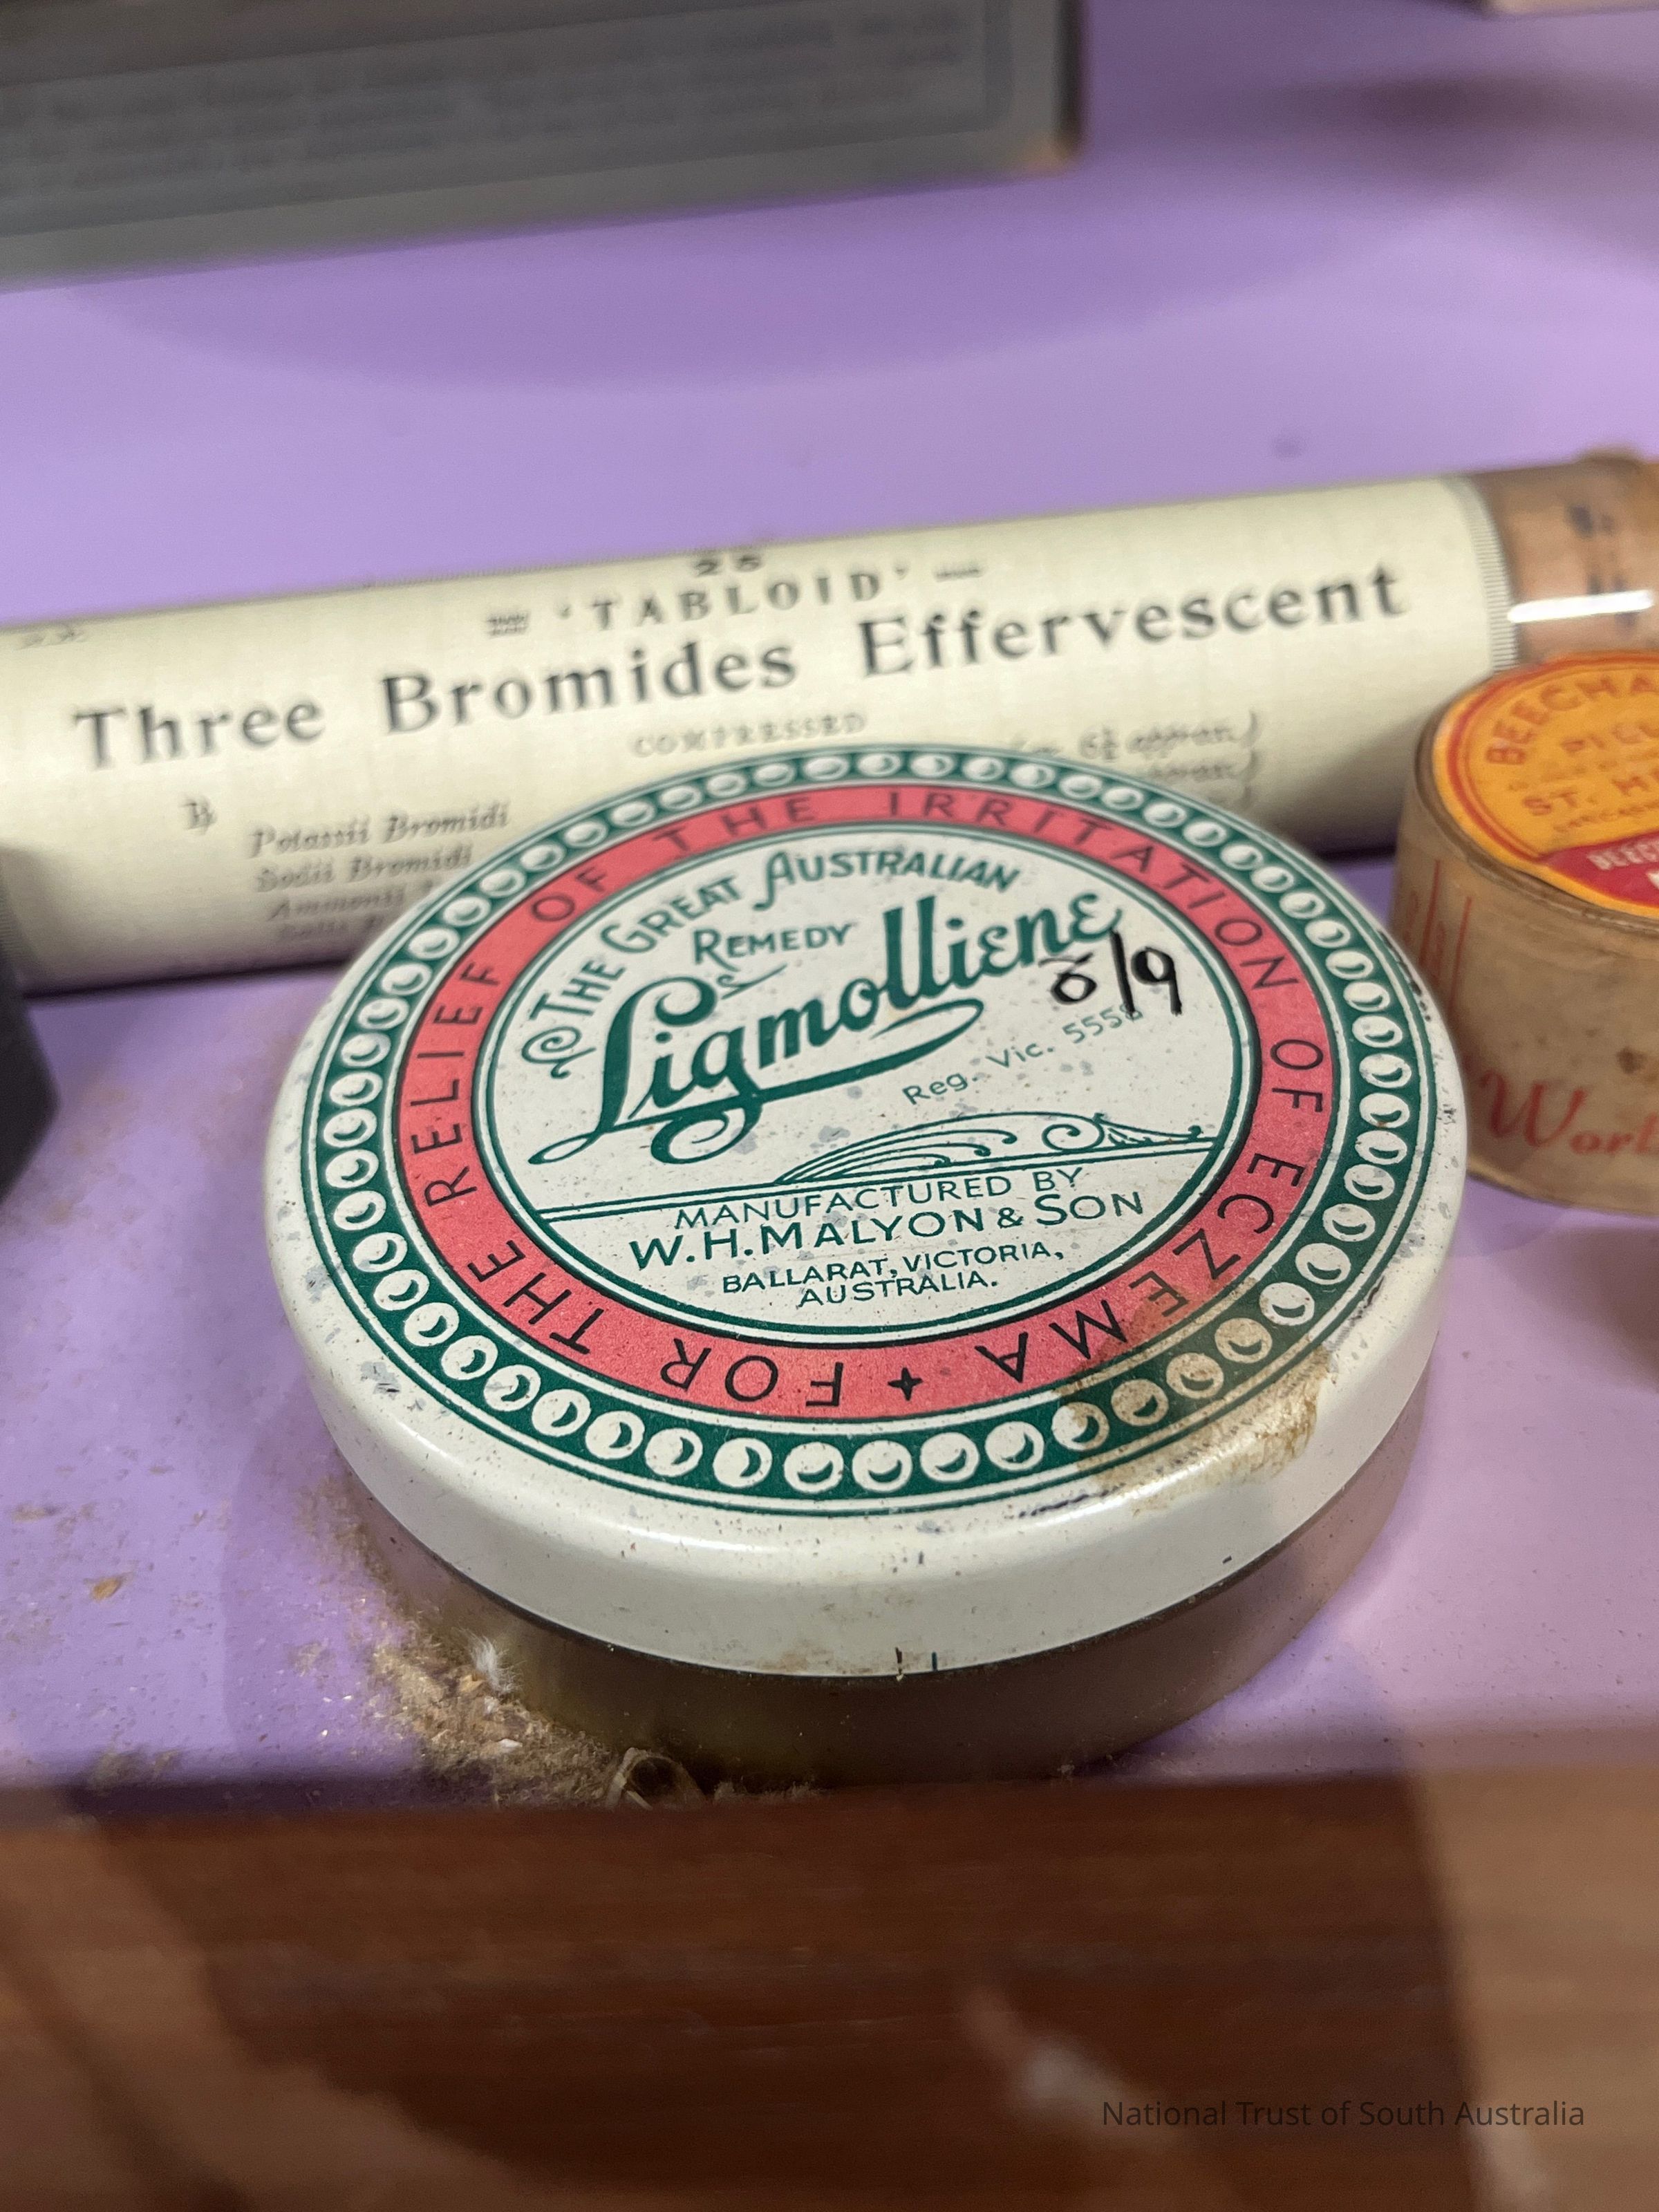 25
'TABLOID'
Three Bromides Effervescent
COMPRESSED
Potassii Bromidi
Sodii Bromidi
Ammonii
FOR THE RELIEF OF THE IRRITATION OF ECZEMA
THE GREAT AUSTRALIAN
REMEDY
Ligmolliene
/9
Reg. Vic. 555
MANUFACTURED BY
W.H.MALYON & SON
BALLARAT, VICTORIA,
AUSTRALIA.
ST.
National Trust of South Australia